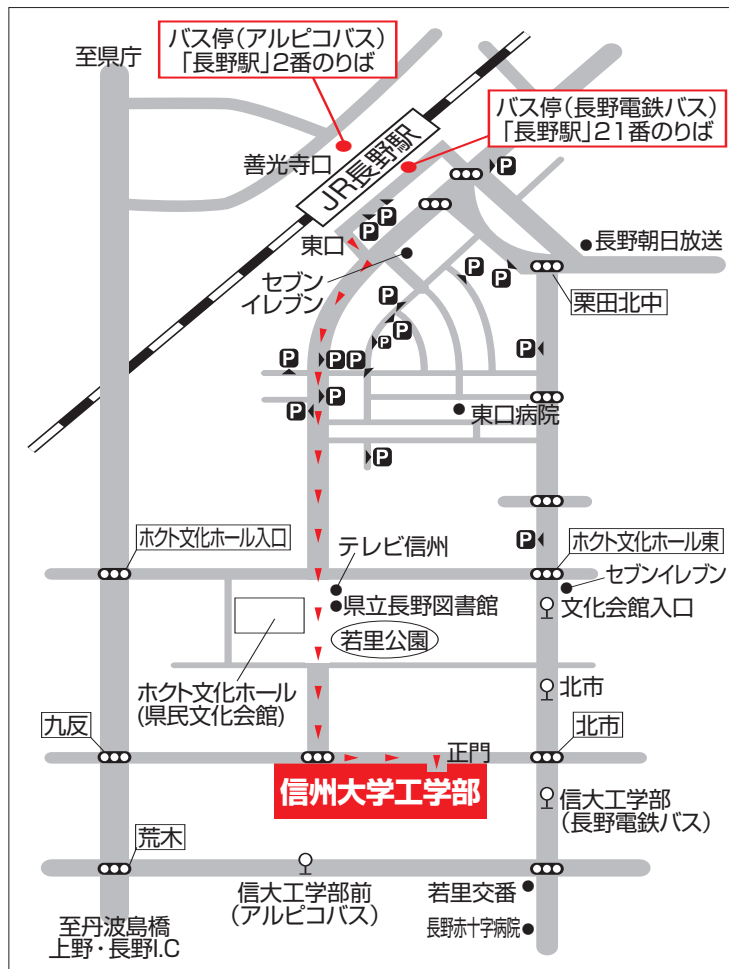 バス停(アルピコバス)
「長野駅」2番のりば
至県庁
バス停(長野電鉄バス)
「長野駅」21番のりば
善光寺口
JR長野駅
P
P
P
東口
長野朝日放送
セブン
イレブン
P
P
P
栗田北中
P
P
P
P
P
P
P
P
東口病院
P
P
ホクト文化ホール入口
テレビ信州
ホクト文化ホール東
セブンイレブン
県立長野図書館
文化会館入口
若里公園
ホクト文化ホール
(県民文化会館)
北市
九反
正門
北市
信州大学工学部
信大工学部
(長野電鉄バス)
荒木
信大工学部前
(アルピコバス)
若里交番
長野赤十字病院
至丹波島橋
上野・長野I.C